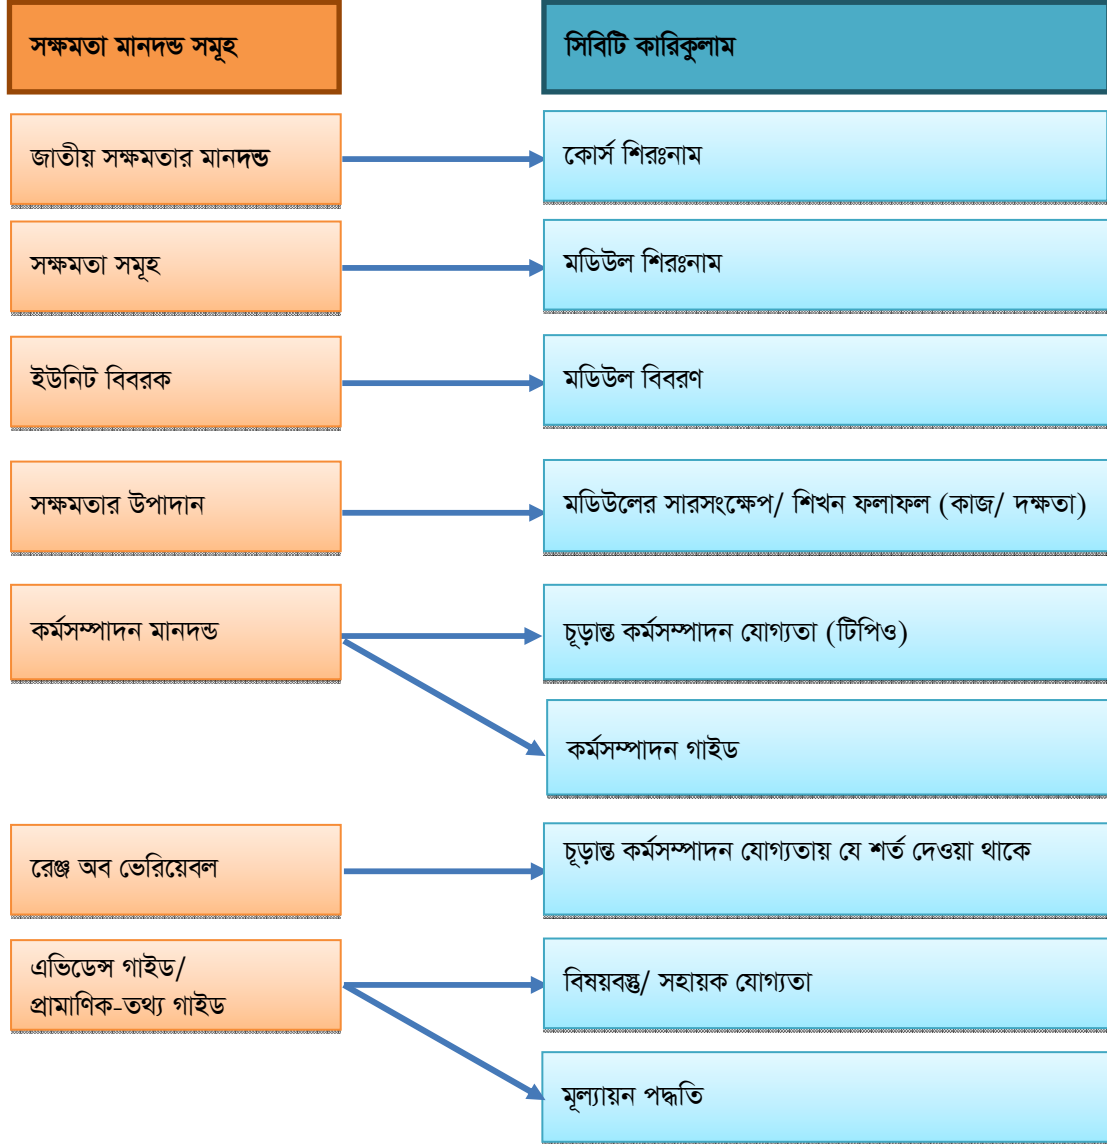 সক্ষমতা মানদন্ড সমূহ
সিবিটি কারিকুলাম
জাতীয় সক্ষমতার মানদন্ড
কোর্স শিরঃনাম
সক্ষমতা সমূহ
মডিউল শিরঃনাম
ইউনিট বিবরক
মডিউল বিবরণ
সক্ষমতার উপাদান
মডিউলের সারসংক্ষেপ/ শিখন ফলাফল (কাজ/ দক্ষতা)
কর্মসম্পাদন মানদন্ড
চূড়ান্ত কর্মসম্পাদন যোগ্যতা (টিপিও)
কর্মসম্পাদন গাইড
রেঞ্জ অব ভেরিয়েবল
চূড়ান্ত কর্মসম্পাদন যোগ্যতায় যে শর্ত দেওয়া থাকে
এভিডেন্স গাইড/
প্রামাণিক-তথ্য গাইড
বিষয়বস্তু/ সহায়ক যোগ্যতা
মূল্যায়ন পদ্ধতি